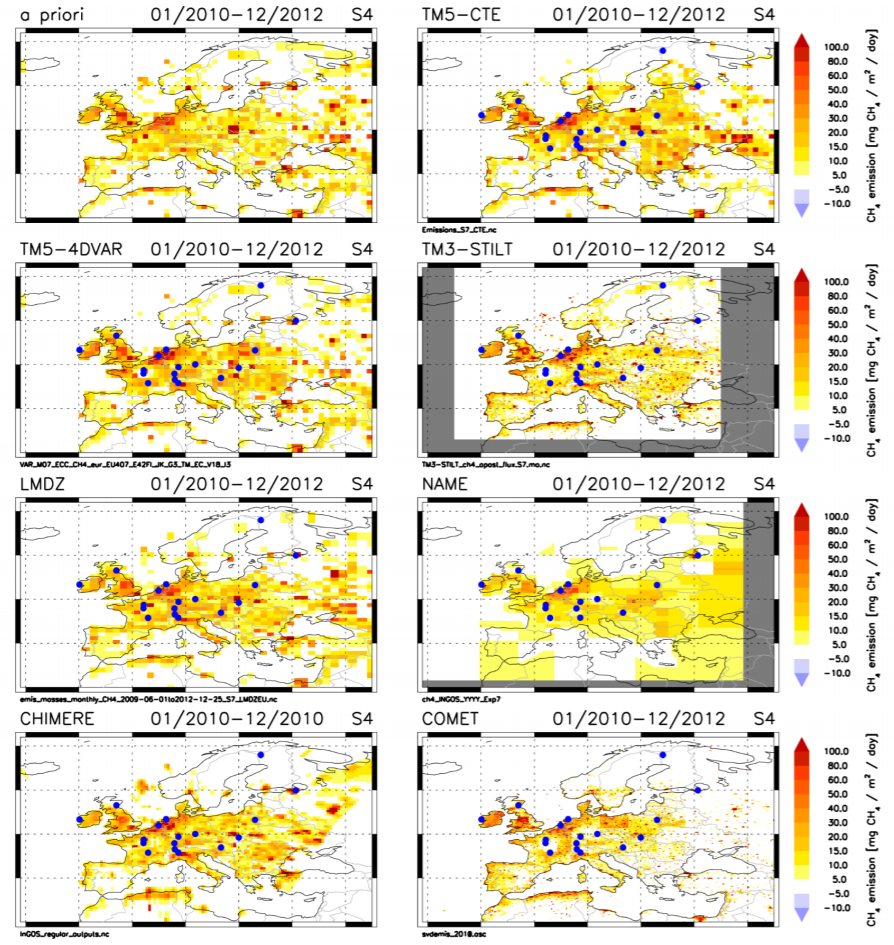 a priori 01/2010-12/2012 S4
TM5-CTE 01/2010-12/2012 S4
100.0
80.0
60.0
50.0
40.0
30.0
20.0
15.0
10.0
5.0
-5.0
-10.0
CH4 emission [mg CH4 / m2 / day]
Emissions_S7_CTE.nc
TM5-4DVAR 01/2010-12/2012 S4
TM3-STILT 01/2010-12/2012 S4
100.0
80.0
60.0
50.0
40.0
30.0
20.0
15.0
10.0
5.0
-5.0
-10.0
CH4 emission [mg CH4 / m2 / day]
VAR_M07_ECC_CH4_eur_EU407_E42FI_JK_G3_TM_EC_V1B_I3
TM3-STILT_ch4_apost_flux_S7.mo.nc
LMDZ 01/2010-12/2012 S4
NAME 01/2010-12/2012 S4
100.0
80.0
60.0
50.0
40.0
30.0
20.0
15.0
10.0
5.0
-5.0
-10.0
CH4 emission [mg CH4 / m2 / day]
emis_masses_monthly_CH4_2009-06-01to2012-12-25_S7_LMDZEU.nc
ch4_INGOS_YYYY_Exp7
CHIMERE 01/2010-12/2010 S4
COMET 01/2010-12/2012 S4
100.0
80.0
60.0
50.0
40.0
30.0
20.0
15.0
10.0
5.0
-5.0
-10.0
CH4 emission [mg CH4 / m2 / day]
InGOS_regular_outputs.nc
svdemis_2010.asc